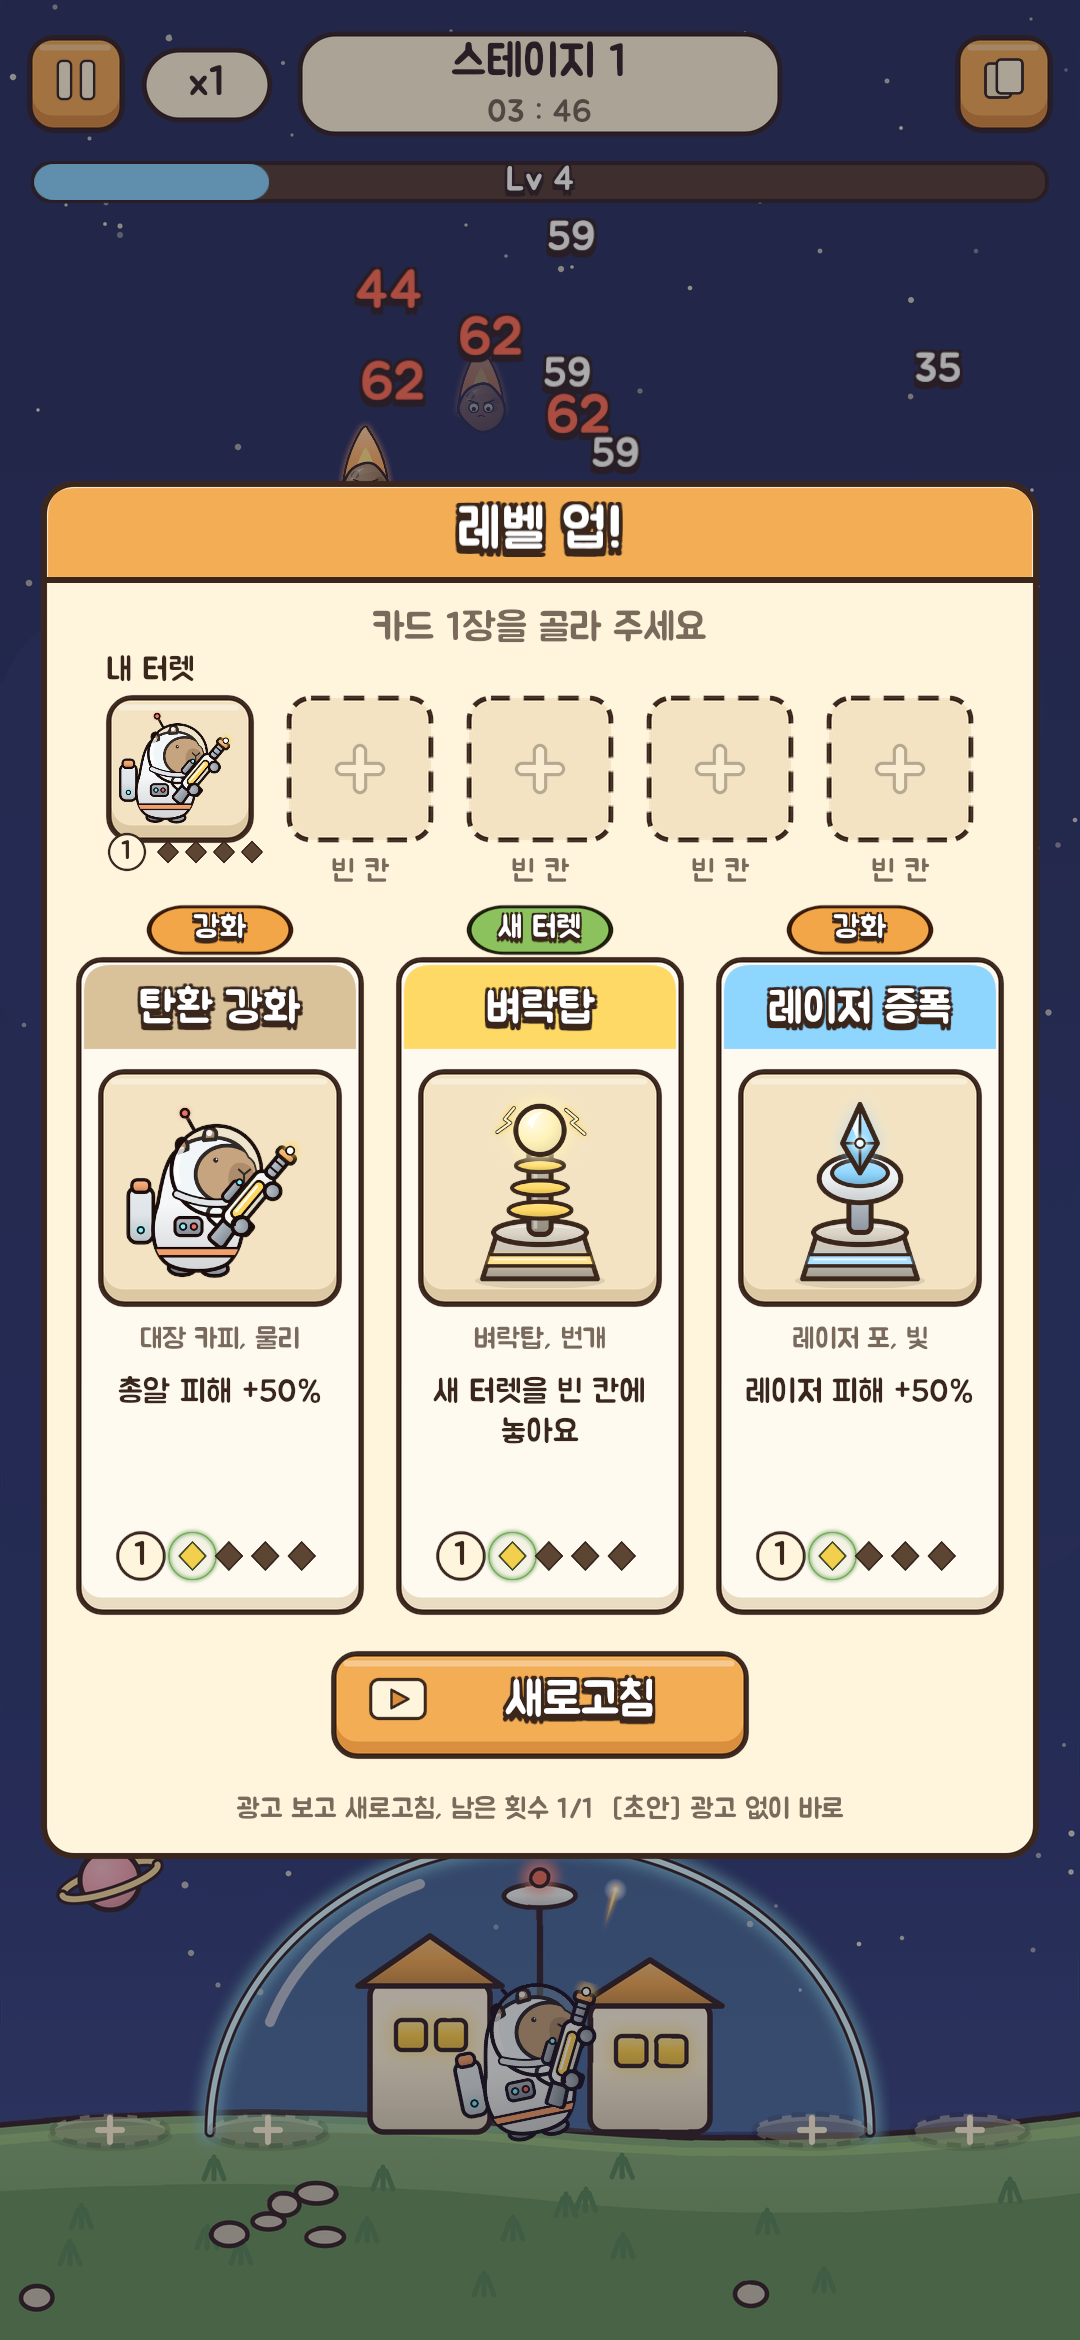 x1
스테이지 1
03 : 46
Lv 4
59
44
62
62
59
35
62
59
레벨 업!
카드 1장을 골라 주세요
내 터렛
1
빈 칸
빈 칸
빈 칸
빈 칸
강화
새 터렛
강화
탄환 강화
벼락탑
레이저 증폭
대장 카피, 물리
벼락탑, 번개
레이저 포, 빛
총알 피해 +50%
새 터렛을 빈 칸에
놓아요
레이저 피해 +50%
1
1
1
새로고침
광고 보고 새로고침, 남은 횟수 1/1 [초안] 광고 없이 바로